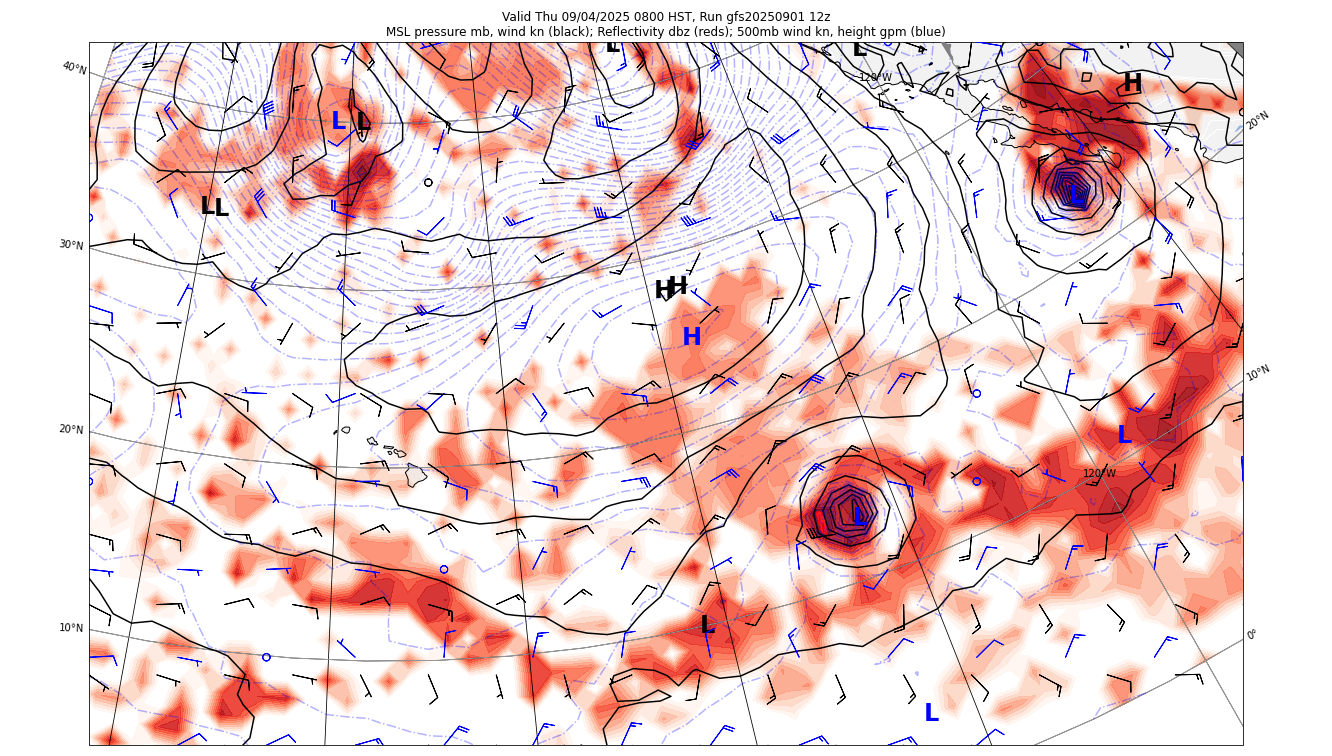 Valid Thu 09/04/2025 0800 HST, Run gfs20250901 12z
MSL pressure mb, wind kn (black); Reflectivity dbz (reds); 500mb wind kn, height gpm (blue)
L L
40°N 120°W H
20°N
L L
L
LL
30°N
H H
H
10°N
20°N L
120°W
L
10°N L 0°
L